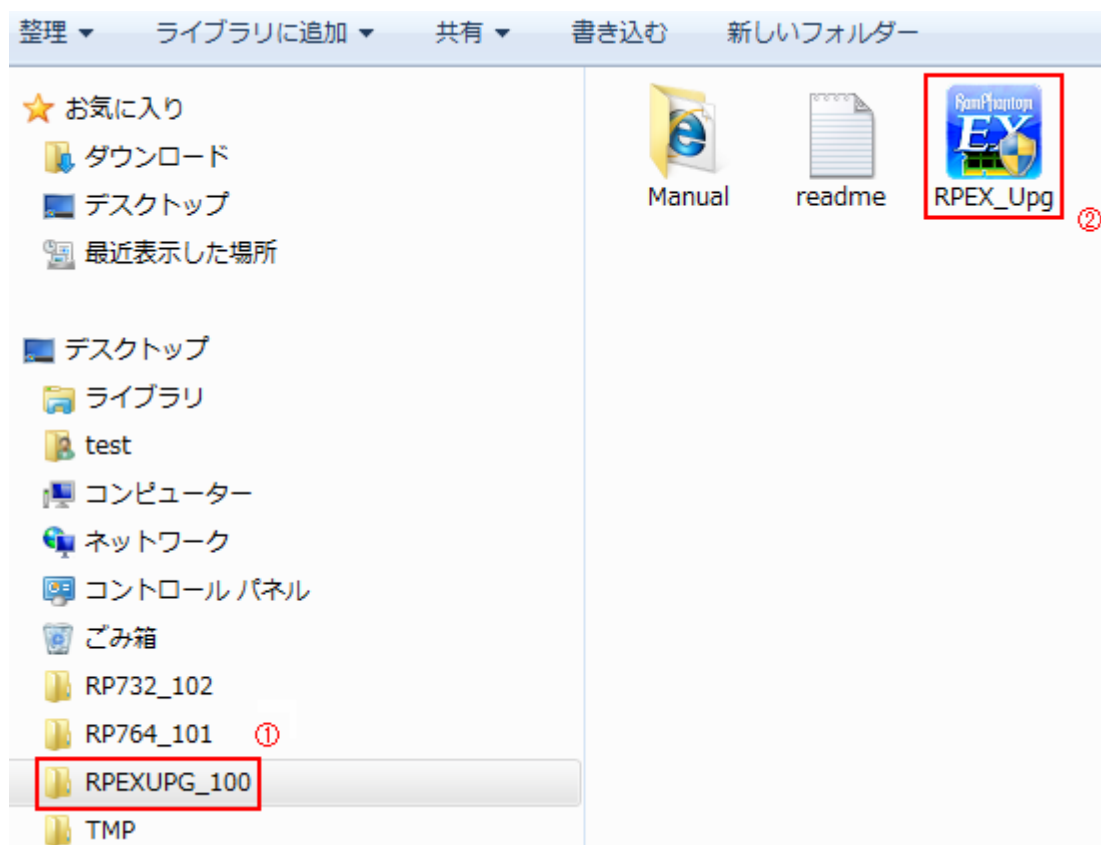 整理 ▼ ライブラリに追加 ▼ 共有 ▼ 書き込む 新しいフォルダー
お気に入り
ダウンロード
デスクトップ
最近表示した場所
デスクトップ
ライブラリ
test
コンピューター
ネットワーク
コントロール パネル
ごみ箱
RP732_102
RP764_101 ①
RPEXUPG_100
TMP
RamPhantom
EX
Manual readme RPEX_Upg
②